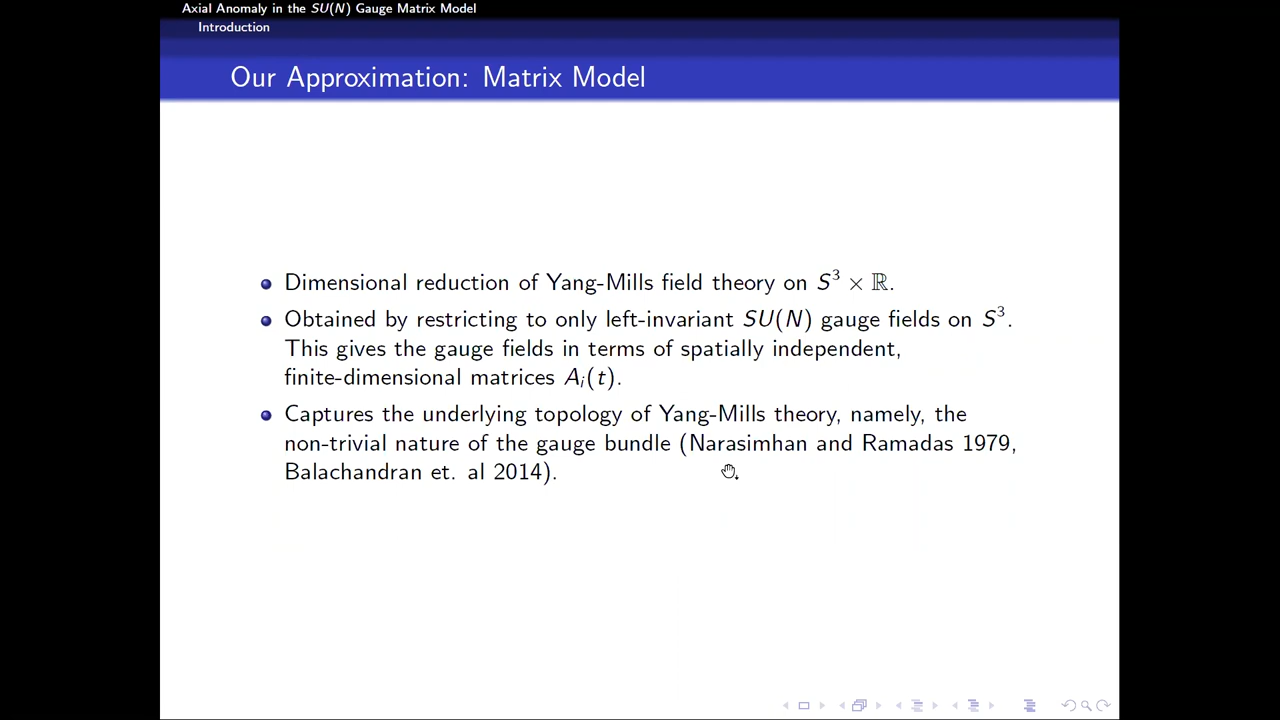 Axial Anomaly in the SU(N) Gauge Matrix Model
Introduction
Our Approximation: Matrix Model
Dimensional reduction of Yang-Mills field theory on S³ × ℝ.
Obtained by restricting to only left-invariant SU(N) gauge fields on S³.
This gives the gauge fields in terms of spatially independent,
finite-dimensional matrices Aᵢ(t).
Captures the underlying topology of Yang-Mills theory, namely, the
non-trivial nature of the gauge bundle (Narasimhan and Ramadas 1979,
Balachandran et. al 2014).